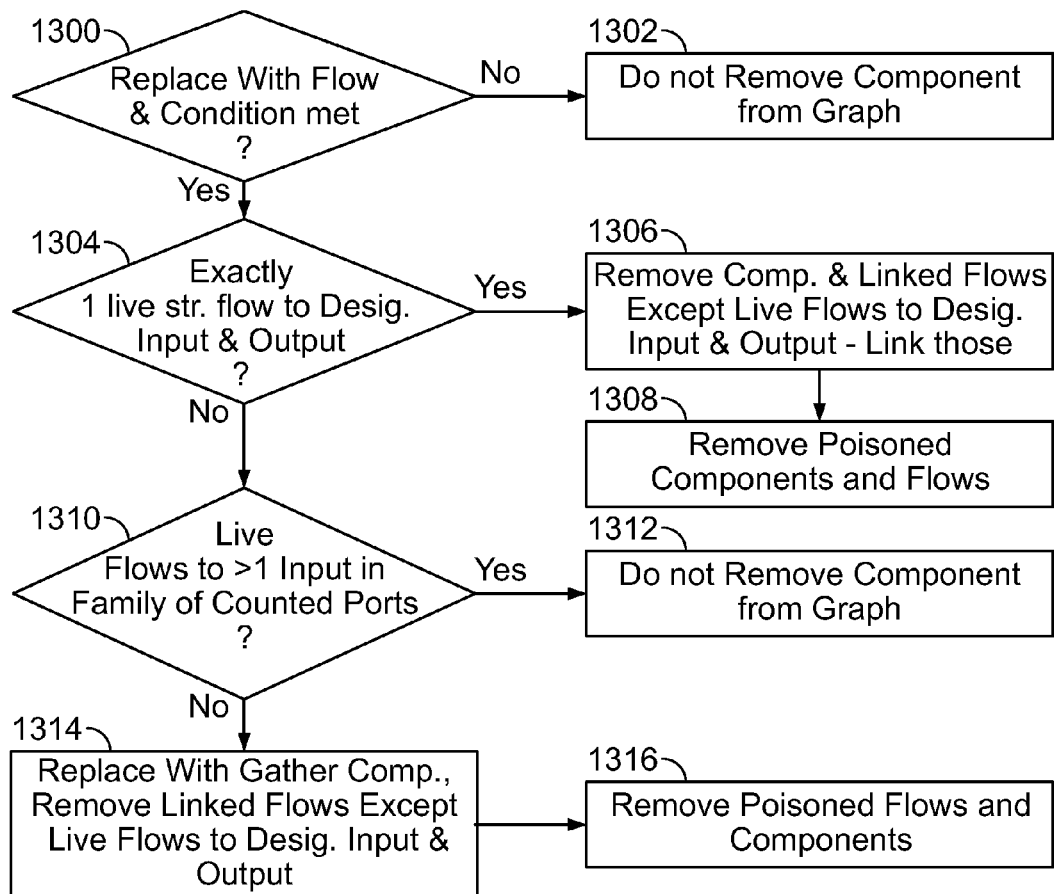 1300
Replace With Flow
& Condition met
?
No
1302
Do not Remove Component
from Graph
Yes
1304
Exactly
1 live str. flow to Desig.
Input & Output
?
Yes
1306
Remove Comp. & Linked Flows
Except Live Flows to Desig.
Input & Output - Link those
1308
Remove Poisoned
Components and Flows
No
1310
Live
Flows to >1 Input in
Family of Counted Ports
?
Yes
1312
Do not Remove Component
from Graph
No
1314
Replace With Gather Comp.,
Remove Linked Flows Except
Live Flows to Desig. Input &
Output
1316
Remove Poisoned Flows and
Components